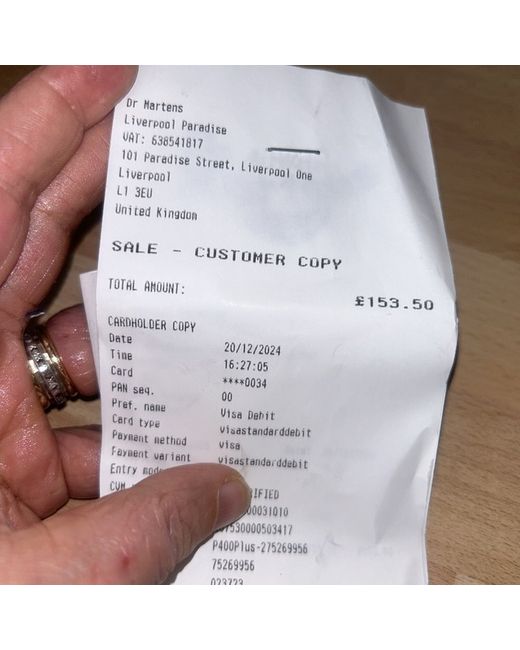 Dr Martens
Liverpool Paradise
VAT: 638541817
101 Paradise Street, Liverpool One
Liverpool
L1 3EU
United Kingdom
SALE - CUSTOMER COPY
TOTAL AMOUNT: £153.50
CARDHOLDER COPY
Date 20/12/2024
Time 16:27:05
Card ****0034
PAN seq. 00
Pref. name Visa Debit
Card type visastandarddebit
Payment method visa
Payment variant visastandarddebit
Entry mode
CVM
P400Plus-275269956
75269956
023723